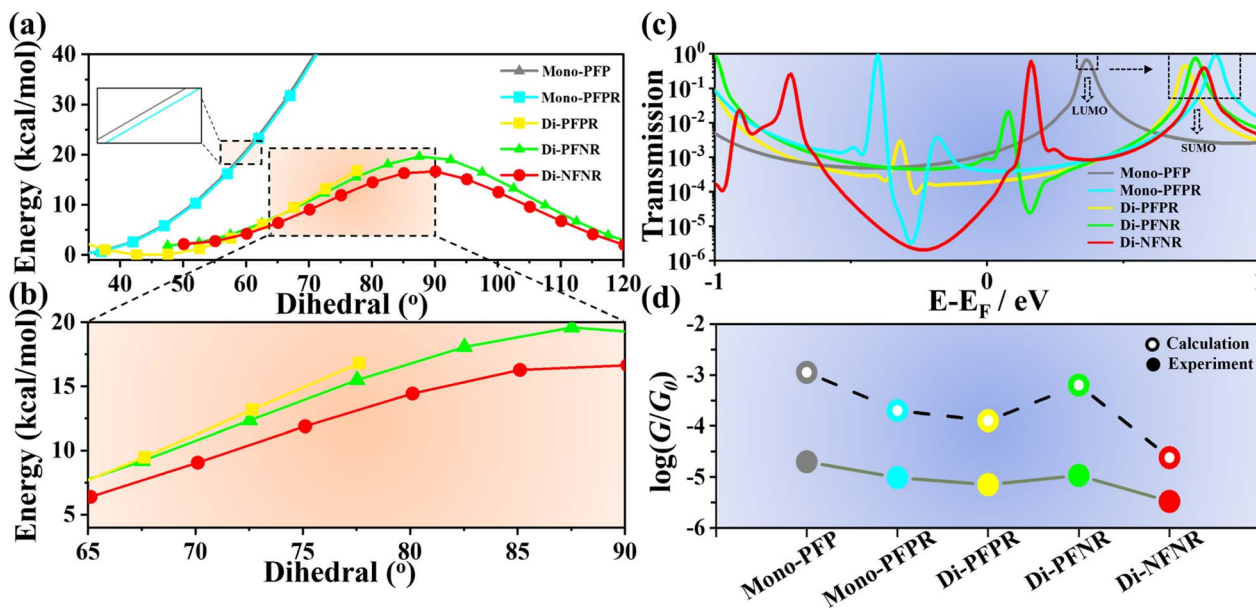 (a)
40
30
20
10
0
Energy (kcal/mol)
40 50 60 70 80 90 100 110 120
Dihedral (o)
Mono-PFP
Mono-PFPR
Di-PFPR
Di-PFNR
Di-NFNR
(b)
20
15
10
5
Energy (kcal/mol)
65 70 75 80 85 90
Dihedral (o)
(c)
10^0
10^-1
10^-2
10^-3
10^-4
10^-5
10^-6
Transmission
LUMO
SUMO
Mono-PFP
Mono-PFPR
Di-PFPR
Di-PFNR
Di-NFNR
-1 0 1
E-E_F / eV
(d)
-2
-3
-4
-5
-6
log(G/G_0)
Calculation
Experiment
Mono-PFP
Mono-PFPR
Di-PFPR
Di-PFNR
Di-NFNR